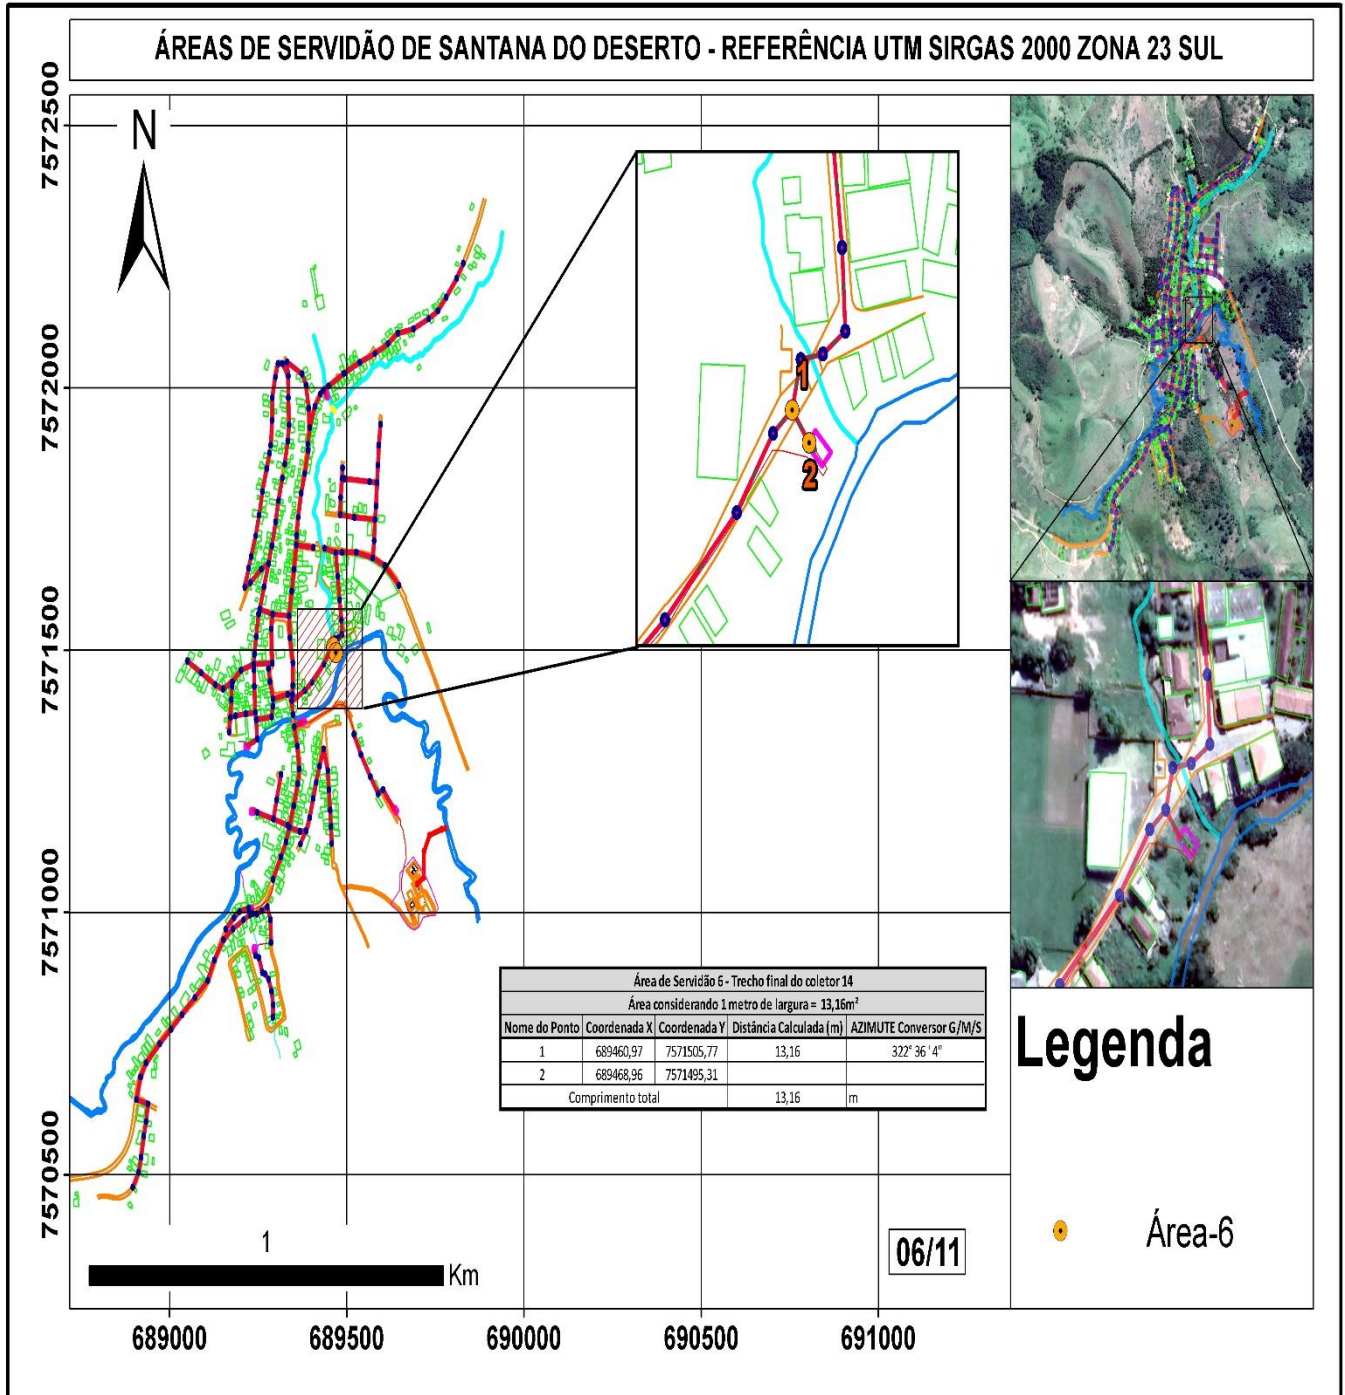 ÁREAS DE SERVIDÃO DE SANTANA DO DESERTO - REFERÊNCIA UTM SIRGAS 2000 ZONA 23 SUL
N
7572500
7572000
7571500
7571000
7570500
1
2
Área de Servidão 6 - Trecho final do coletor 14
Área considerando 1 metro de largura = 13,16m²
Nome do Ponto Coordenada X Coordenada Y Distância Calculada (m) AZIMUTE Conversor G/M/S
1 689460,97 7571505,77 13,16 322° 36 ' 4"
2 689468,96 7571495,31
Comprimento total 13,16 m
Legenda
Área-6
06/11
1
Km
689000 689500 690000 690500 691000